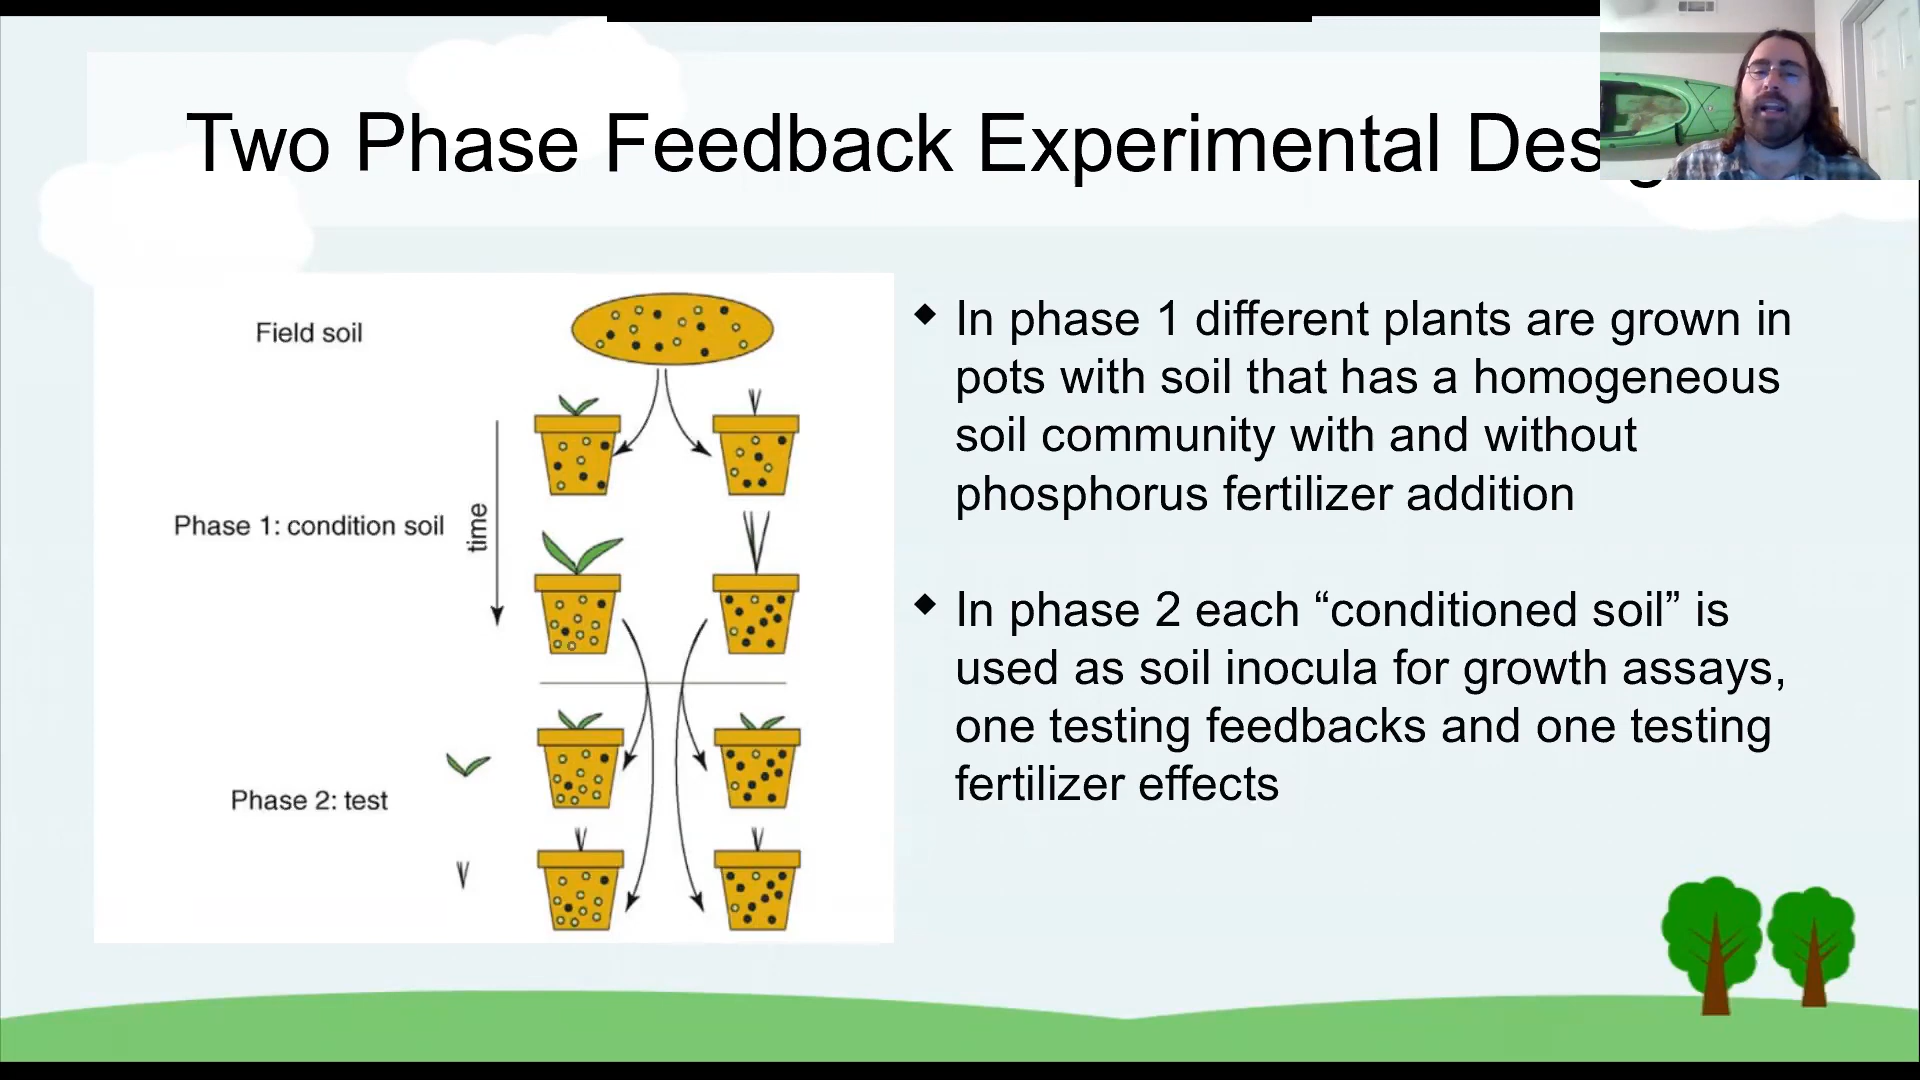 Two Phase Feedback Experimental
Field soil
Phase 1: condition soil
time
Phase 2: test
In phase 1 different plants are grown in
pots with soil that has a homogeneous
soil community with and without
phosphorus fertilizer addition
In phase 2 each “conditioned soil” is
used as soil inocula for growth assays,
one testing feedbacks and one testing
fertilizer effects